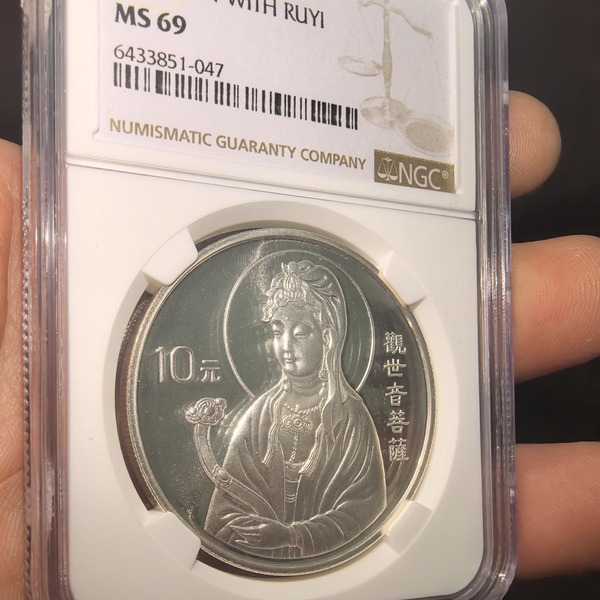 WITH RUYI
MS 69
6433851-047
NUMISMATIC GUARANTY COMPANY
NGC®
10元
觀世音菩薩